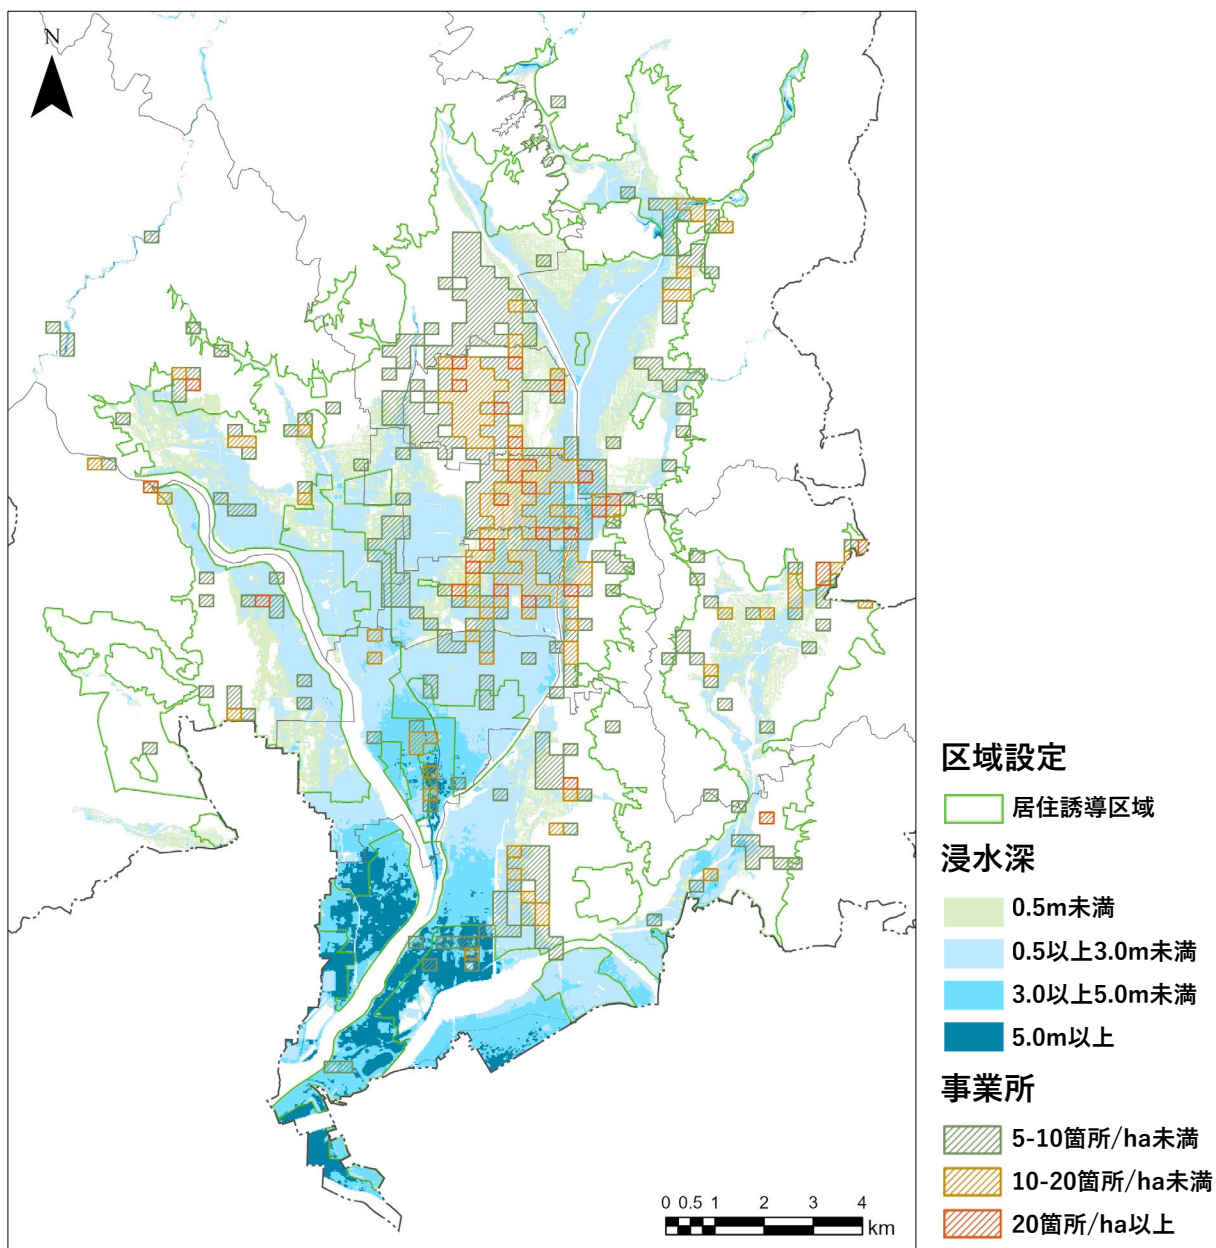 N
区域設定
居住誘導区域
浸水深
0.5m未満
0.5以上3.0m未満
3.0以上5.0m未満
5.0m以上
事業所
5-10箇所/ha未満
10-20箇所/ha未満
20箇所/ha以上
0 0.5 1 2 3 4
km